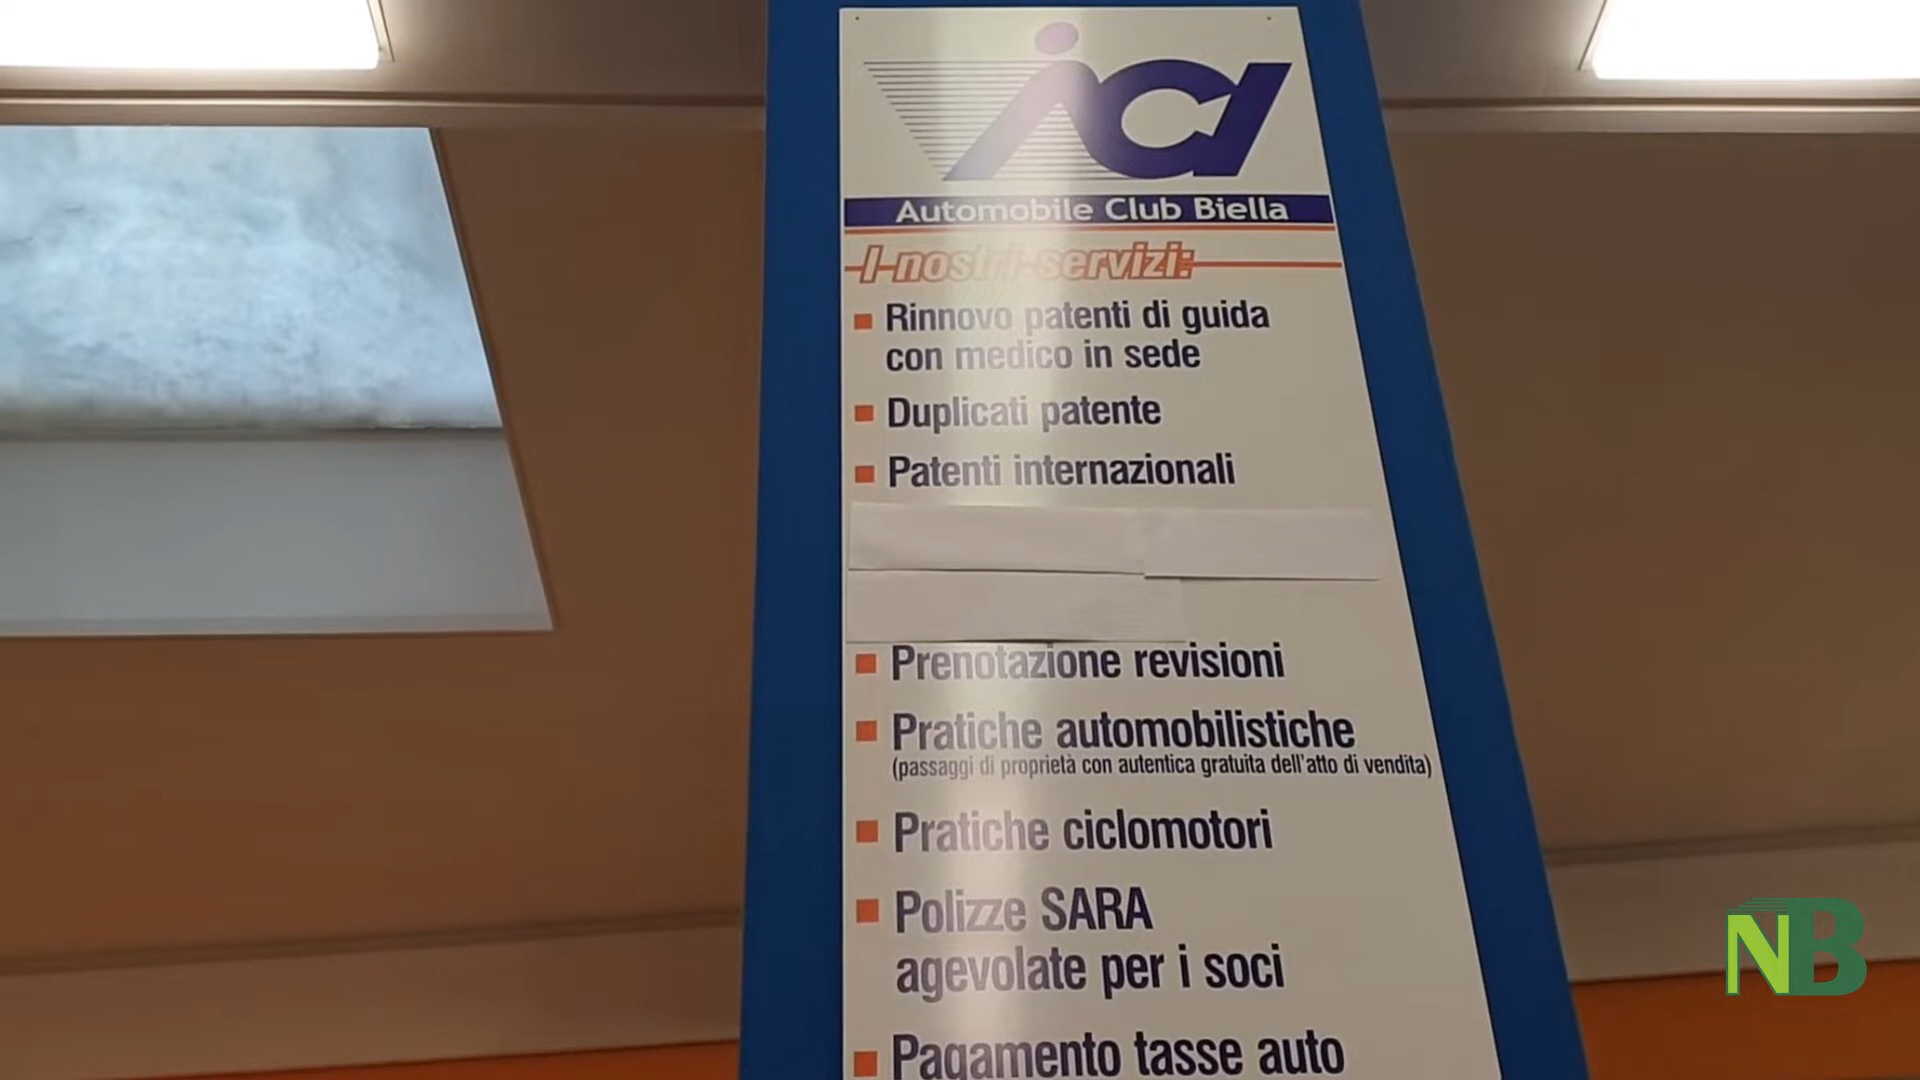 ACI
Automobile Club Biella
I nostri servizi:
Rinnovo patenti di guida
con medico in sede
Duplicati patente
Patenti internazionali
Prenotazione revisioni
Pratiche automobilistiche
(passaggi di proprietà con autentica gratuita dell'atto di vendita)
Pratiche ciclomotori
Polizze SARA
agevolate per i soci
Pagamento tasse auto
NB